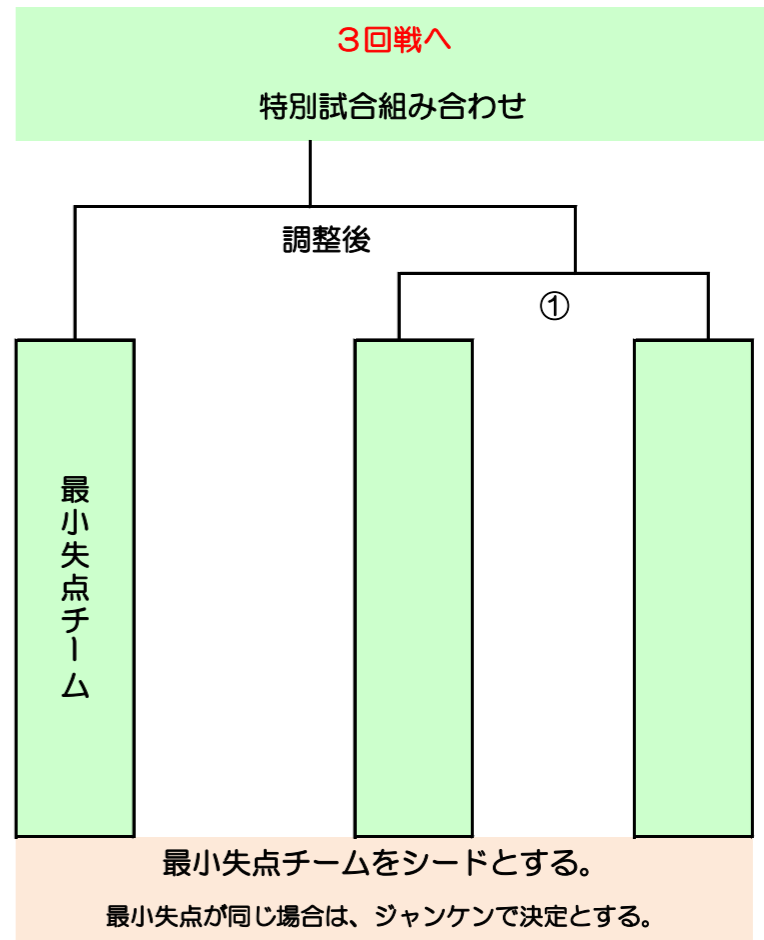 ３回戦へ
特別試合組み合わせ
調整後
①
最小失点チーム
最小失点チームをシードとする。
最小失点が同じ場合は、ジャンケンで決定とする。